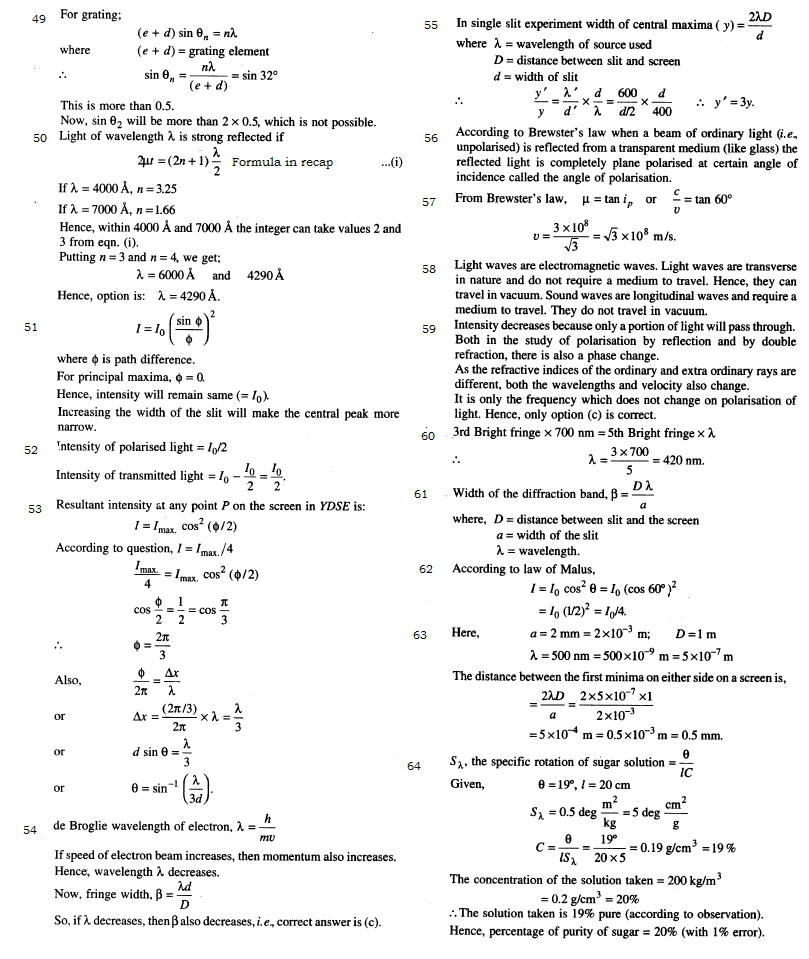 49 For grating;
(e + d) sin θₙ = nλ
where (e + d) = grating element
∴ sin θₙ = nλ/(e + d) = sin 32°
This is more than 0.5.
Now, sin θ₂ will be more than 2 × 0.5, which is not possible.
50 Light of wavelength λ is strong reflected if
2μt = (2n + 1) λ/2 Formula in recap ...(i)
If λ = 4000 Å, n = 3.25
If λ = 7000 Å, n = 1.66
Hence, within 4000 Å and 7000 Å the integer can take values 2 and
3 from eqn. (i).
Putting n = 3 and n = 4, we get;
λ = 6000 Å and 4290 Å
Hence, option is: λ = 4290 Å.
51 I = I₀ (sin ϕ/ϕ)²
where ϕ is path difference.
For principal maxima, ϕ = 0.
Hence, intensity will remain same (= I₀).
Increasing the width of the slit will make the central peak more
narrow.
52 Intensity of polarised light = I₀/2
Intensity of transmitted light = I₀ − I₀/2 = I₀/2.
53 Resultant intensity at any point P on the screen in YDSE is:
I = Imax. cos² (ϕ/2)
According to question, I = Imax./4
Imax./4 = Imax. cos² (ϕ/2)
cos ϕ/2 = 1/2 = cos π/3
∴ ϕ = 2π/3
Also, ϕ/2π = Δx/λ
or Δx = (2π/3)/2π × λ = λ/3
or d sin θ = λ/3
or θ = sin⁻¹ (λ/3d).
54 de Broglie wavelength of electron, λ = h/mv
If speed of electron beam increases, then momentum also increases.
Hence, wavelength λ decreases.
Now, fringe width, β = λd/D
So, if λ decreases, then β also decreases, i.e., correct answer is (c).
55 In single slit experiment width of central maxima (y) = 2λD/d
where λ = wavelength of source used
D = distance between slit and screen
d = width of slit
∴ y'/y = λ'/d' × d/λ = 600/d/2 × d/400 ∴ y' = 3y.
56 According to Brewster's law when a beam of ordinary light (i.e.,
unpolarised) is reflected from a transparent medium (like glass) the
reflected light is completely plane polarised at certain angle of
incidence called the angle of polarisation.
57 From Brewster's law, μ = tan iₚ or c/υ = tan 60°
υ = 3 × 10⁸/√3 = √3 × 10⁸ m/s.
58 Light waves are electromagnetic waves. Light waves are transverse
in nature and do not require a medium to travel. Hence, they can
travel in vacuum. Sound waves are longitudinal waves and require a
medium to travel. They do not travel in vacuum.
59 Intensity decreases because only a portion of light will pass through.
Both in the study of polarisation by reflection and by double
refraction, there is also a phase change.
As the refractive indices of the ordinary and extra ordinary rays are
different, both the wavelengths and velocity also change.
It is only the frequency which does not change on polarisation of
light. Hence, only option (c) is correct.
60 3rd Bright fringe × 700 nm = 5th Bright fringe × λ
∴ λ = 3 × 700/5 = 420 nm.
61 Width of the diffraction band, β = D λ/a
where, D = distance between slit and the screen
a = width of the slit
λ = wavelength.
62 According to law of Malus,
I = I₀ cos² θ = I₀ (cos 60°)²
= I₀ (1/2)² = I₀/4.
63 Here, a = 2 mm = 2×10⁻³ m; D = 1 m
λ = 500 nm = 500×10⁻⁹ m = 5×10⁻⁷ m
The distance between the first minima on either side on a screen is,
= 2λD/a = 2×5×10⁻⁷ ×1/2×10⁻³
= 5×10⁻⁴ m = 0.5×10⁻³ m = 0.5 mm.
64 Sλ, the specific rotation of sugar solution = θ/lC
Given, θ = 19°, l = 20 cm
Sλ = 0.5 deg m²/kg = 5 deg cm²/g
C = θ/lSλ = 19°/20 × 5 = 0.19 g/cm³ = 19 %
The concentration of the solution taken = 200 kg/m³
= 0.2 g/cm³ = 20%
∴ The solution taken is 19% pure (according to observation).
Hence, percentage of purity of sugar = 20% (with 1% error).